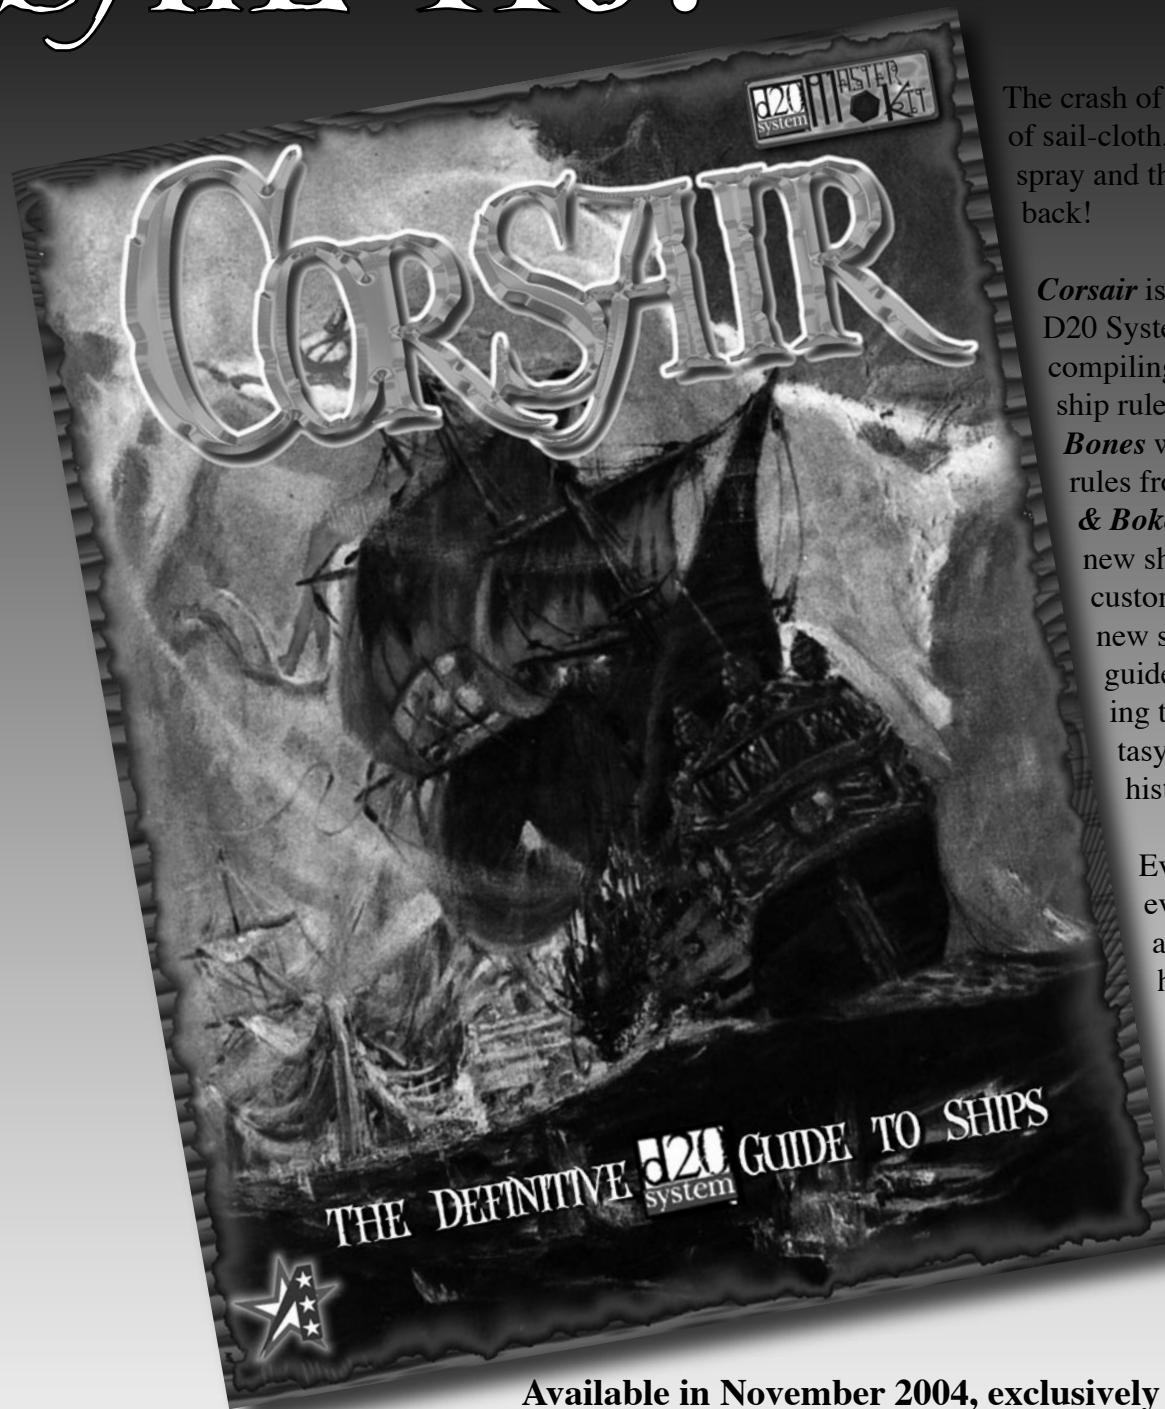 d20
system
MASTER
KIT
CORSAIR
The crash of
of sail-cloth,
spray and th
back!
Corsair is
D20 Syste
compiling
ship rule
Bones w
rules fro
& Bok
new sh
custom
new s
guide
ing t
tasy
hist
Ev
ev
a
h
THE DEFINITIVE d20 system GUIDE TO SHIPS
Available in November 2004, exclusively